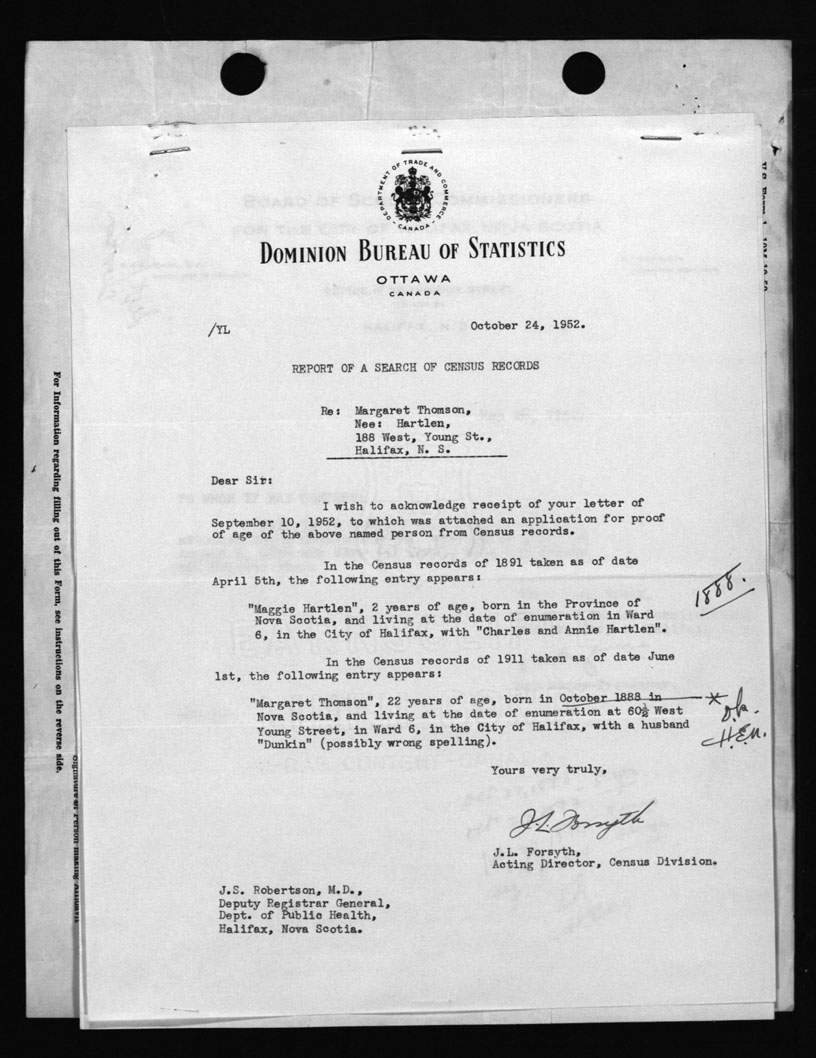 DEPARTMENT OF TRADE AND COMMERCE
CANADA
DOMINION BUREAU OF STATISTICS
OTTAWA
CANADA
/YL
October 24, 1952.
REPORT OF A SEARCH OF CENSUS RECORDS
Re: Margaret Thomson,
Nee: Hartlen,
188 West, Young St.,
Halifax, N. S.
Dear Sir:
I wish to acknowledge receipt of your letter of
September 10, 1952, to which was attached an application for proof
of age of the above named person from Census records.
In the Census records of 1891 taken as of date
April 5th, the following entry appears:
1888.
"Maggie Hartlen", 2 years of age, born in the Province of
Nova Scotia, and living at the date of enumeration in Ward
6, in the City of Halifax, with "Charles and Annie Hartlen".
In the Census records of 1911 taken as of date June
1st, the following entry appears:
"Margaret Thomson", 22 years of age, born in October 1888 in
Nova Scotia, and living at the date of enumeration at 60½ West
Young Street, in Ward 6, in the City of Halifax, with a husband
"Dunkin" (possibly wrong spelling).
O.k.
H.E.N.
Yours very truly,
J.L. Forsyth
J.L. Forsyth,
Acting Director, Census Division.
J.S. Robertson, M.D.,
Deputy Registrar General,
Dept. of Public Health,
Halifax, Nova Scotia.
For Information regarding filling out of this Form, see instructions on the reverse side.